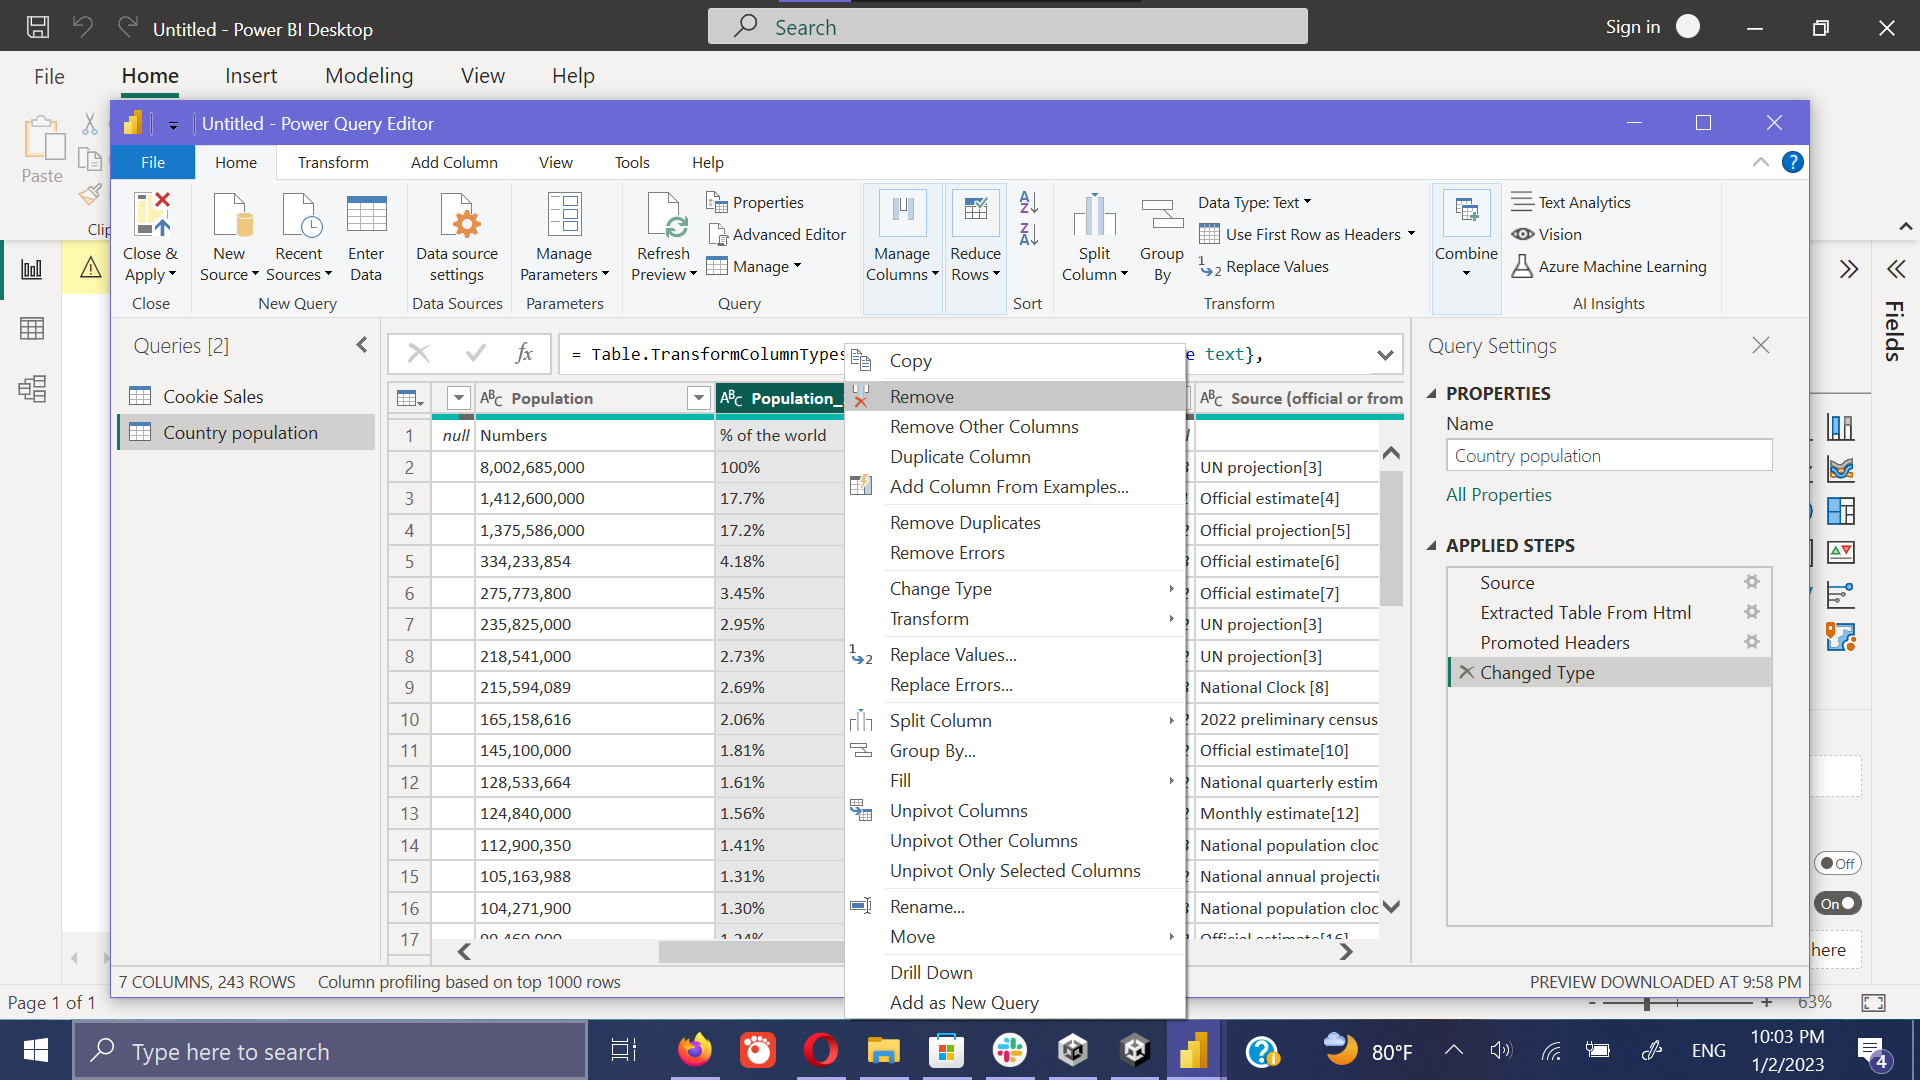 Untitled - Power BI Desktop
Search
Sign in
File
Home
Insert
Modeling
View
Help
Paste
Untitled - Power Query Editor
File
Home
Transform
Add Column
View
Tools
Help
Close & Apply
Close
New Source
Recent Sources
Enter Data
New Query
Data source settings
Data Sources
Manage Parameters
Parameters
Refresh Preview
Properties
Advanced Editor
Manage
Query
Manage Columns
Reduce Rows
Sort
Split Column
Group By
Data Type: Text
Use First Row as Headers
Replace Values
Transform
Combine
Text Analytics
Vision
Azure Machine Learning
AI Insights
Fields
Queries [2]
Cookie Sales
Country population
fx
= Table.TransformColumnTypes
e text},
ABC Population
ABC Population_
ABC Source (official or from
1 null Numbers % of the world
2 8,002,685,000 100% UN projection[3]
3 1,412,600,000 17.7% Official estimate[4]
4 1,375,586,000 17.2% Official projection[5]
5 334,233,854 4.18% Official estimate[6]
6 275,773,800 3.45% Official estimate[7]
7 235,825,000 2.95% UN projection[3]
8 218,541,000 2.73% UN projection[3]
9 215,594,089 2.69% National Clock [8]
10 165,158,616 2.06% 2022 preliminary census
11 145,100,000 1.81% Official estimate[10]
12 128,533,664 1.61% National quarterly estim
13 124,840,000 1.56% Monthly estimate[12]
14 112,900,350 1.41% National population cloc
15 105,163,988 1.31% National annual projecti
16 104,271,900 1.30% National population cloc
17
Copy
Remove
Remove Other Columns
Duplicate Column
Add Column From Examples...
Remove Duplicates
Remove Errors
Change Type
Transform
Replace Values...
Replace Errors...
Split Column
Group By...
Fill
Unpivot Columns
Unpivot Other Columns
Unpivot Only Selected Columns
Rename...
Move
Drill Down
Add as New Query
Query Settings
PROPERTIES
Name
Country population
All Properties
APPLIED STEPS
Source
Extracted Table From Html
Promoted Headers
Changed Type
Off
On
here
7 COLUMNS, 243 ROWS
Column profiling based on top 1000 rows
PREVIEW DOWNLOADED AT 9:58 PM
Page 1 of 1
63%
Type here to search
80°F
ENG
10:03 PM
1/2/2023
4